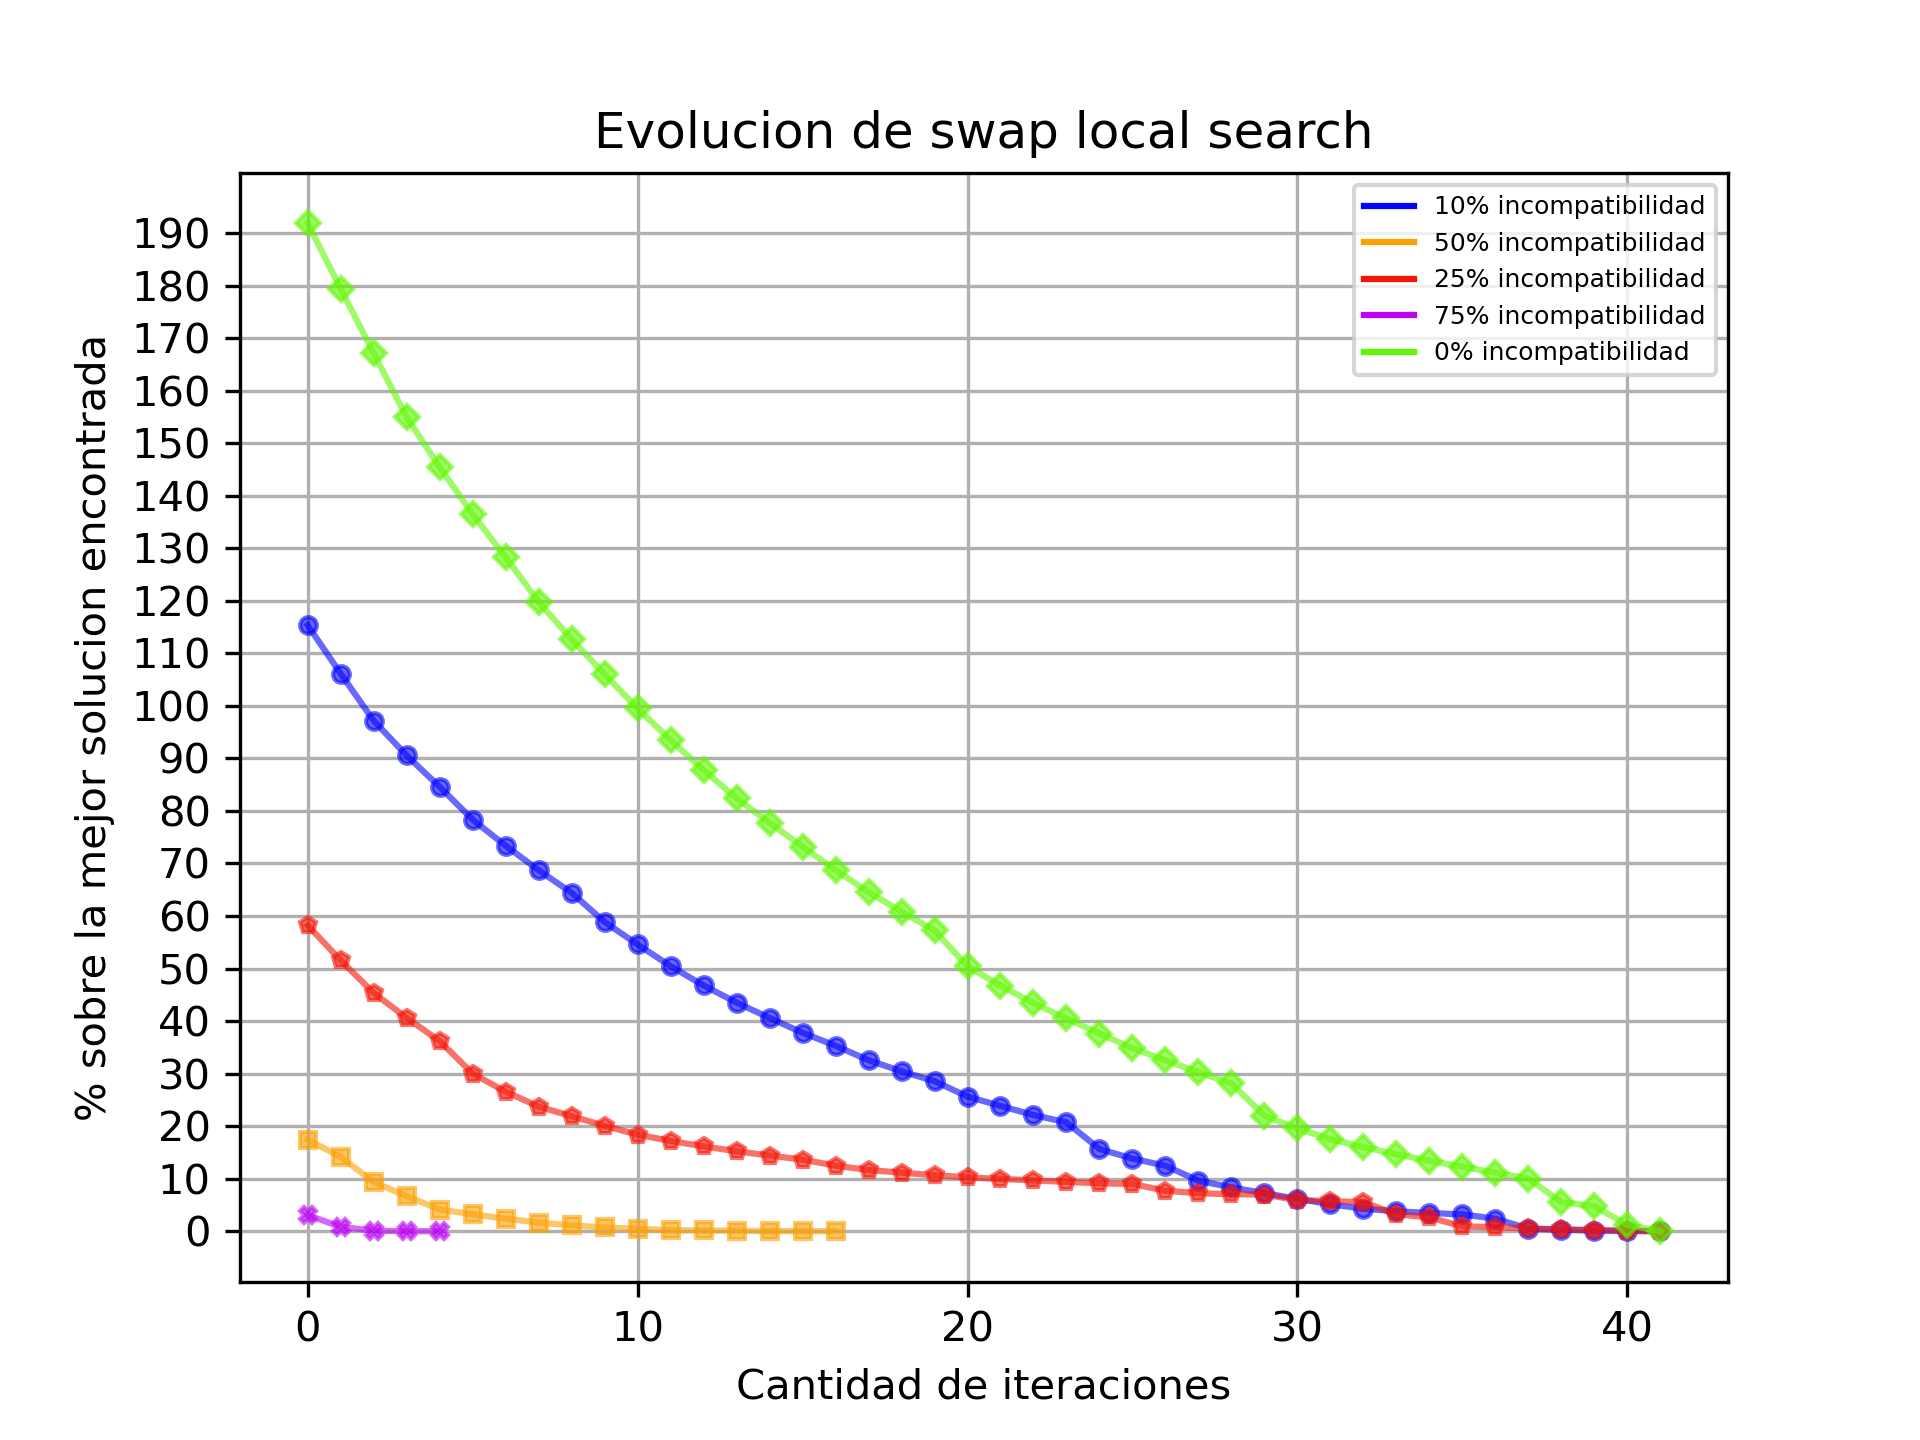 Evolucion de swap local search
10% incompatibilidad
50% incompatibilidad
25% incompatibilidad
75% incompatibilidad
0% incompatibilidad
% sobre la mejor solucion encontrada
190
180
170
160
150
140
130
120
110
100
90
80
70
60
50
40
30
20
10
0
0 10 20 30 40
Cantidad de iteraciones